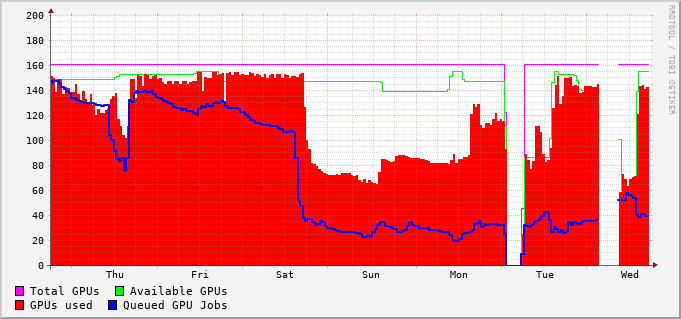 RRDTOOL / TOBI OETIKER
200
180
160
140
120
100
80
60
40
20
0
Thu Fri Sat Sun Mon Tue Wed
Total GPUs Available GPUs
GPUs used Queued GPU Jobs